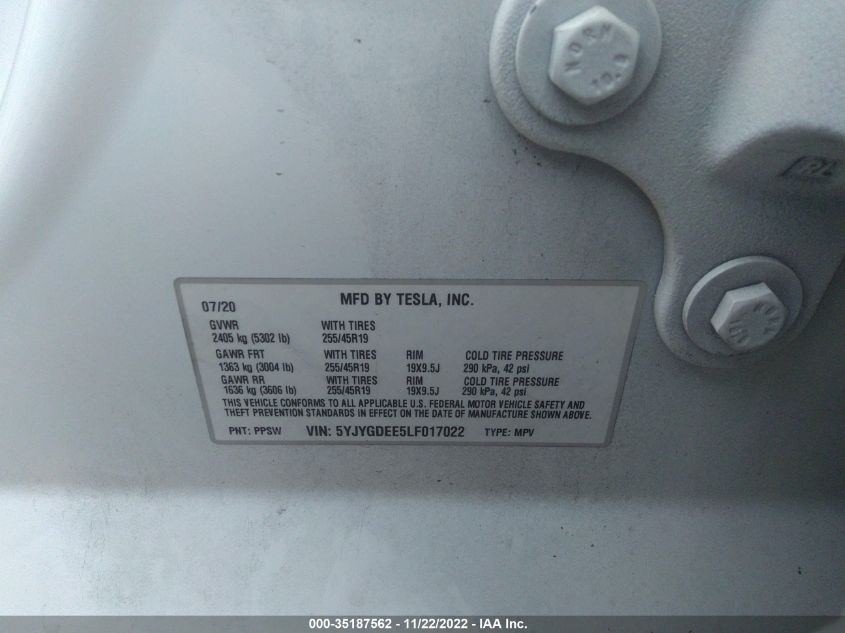 NORM
10.9
RL
07/20 MFD BY TESLA, INC.
GVWR WITH TIRES
2405 kg (5302 lb) 255/45R19
GAWR FRT WITH TIRES RIM COLD TIRE PRESSURE
1363 kg (3004 lb) 255/45R19 19X9.5J 290 kPa, 42 psi
GAWR RR WITH TIRES RIM COLD TIRE PRESSURE
1636 kg (3606 lb) 255/45R19 19X9.5J 290 kPa, 42 psi
THIS VEHICLE CONFORMS TO ALL APPLICABLE U.S. FEDERAL MOTOR VEHICLE SAFETY AND
THEFT PREVENTION STANDARDS IN EFFECT ON THE DATE OF MANUFACTURE SHOWN ABOVE.
PNT: PPSW VIN: 5YJYGDEE5LF017022 TYPE: MPV
000-35187562 - 11/22/2022 - IAA Inc.